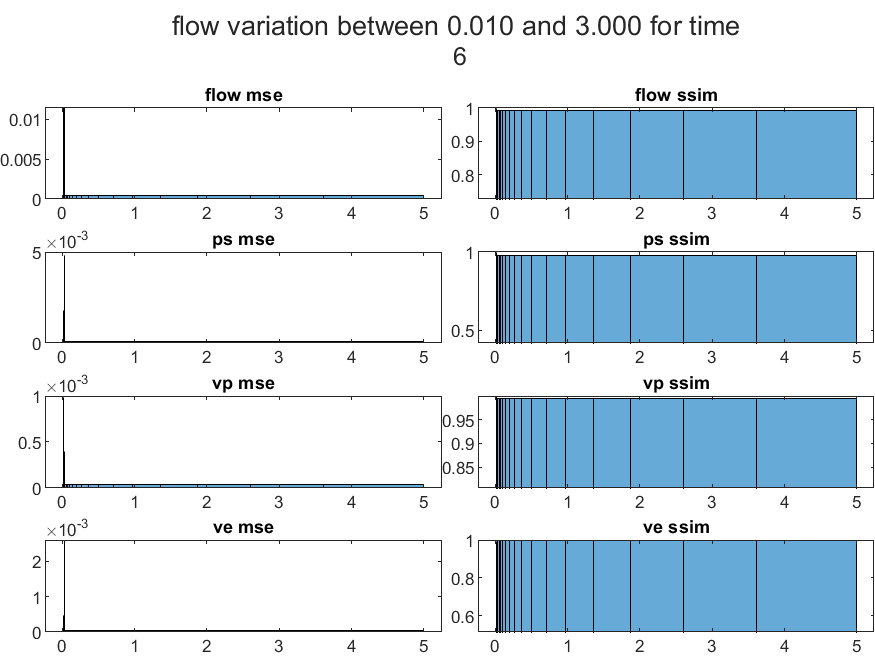 flow variation between 0.010 and 3.000 for time
6
flow mse
0.01
0.005
0
0 1 2 3 4 5
flow ssim
1
0.9
0.8
0 1 2 3 4 5
ps mse
×10-3
5
0
0 1 2 3 4 5
ps ssim
1
0.5
0 1 2 3 4 5
vp mse
×10-3
1
0.5
0
0 1 2 3 4 5
vp ssim
0.95
0.9
0.85
0 1 2 3 4 5
ve mse
×10-3
2
1
0
0 1 2 3 4 5
ve ssim
1
0.8
0.6
0 1 2 3 4 5